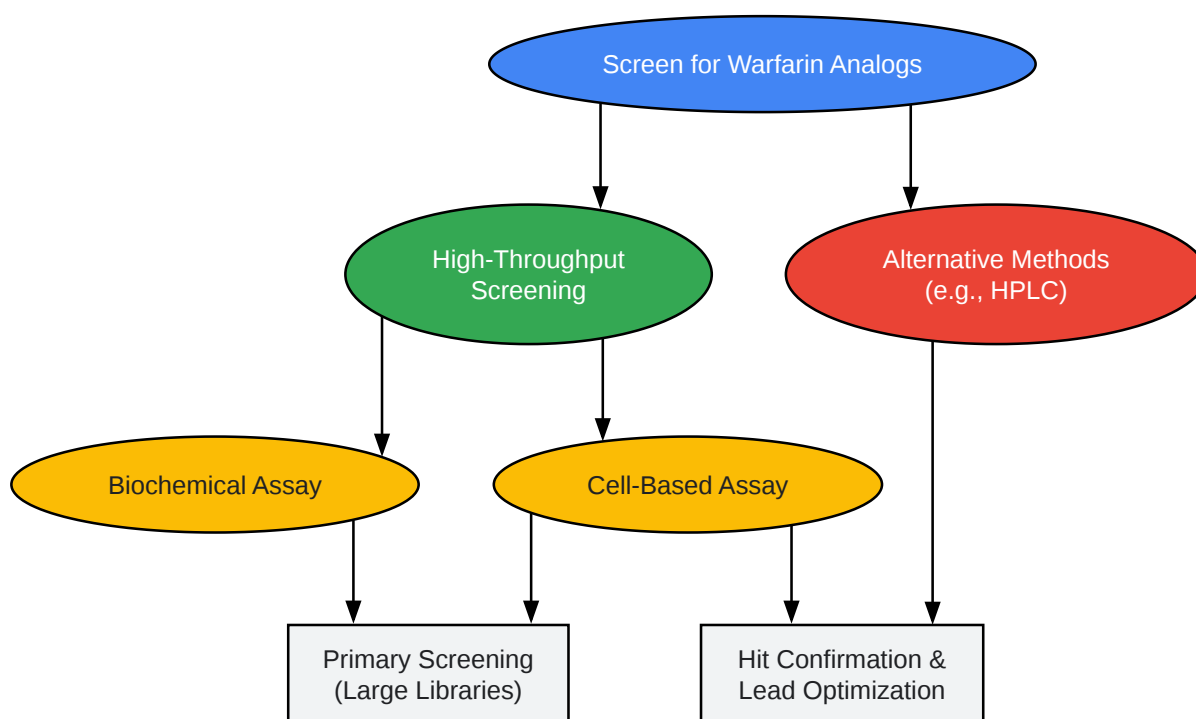 Screen for Warfarin Analogs
High-Throughput
Screening
Alternative Methods
(e.g., HPLC)
Biochemical Assay
Cell-Based Assay
Primary Screening
(Large Libraries)
Hit Confirmation &
Lead Optimization